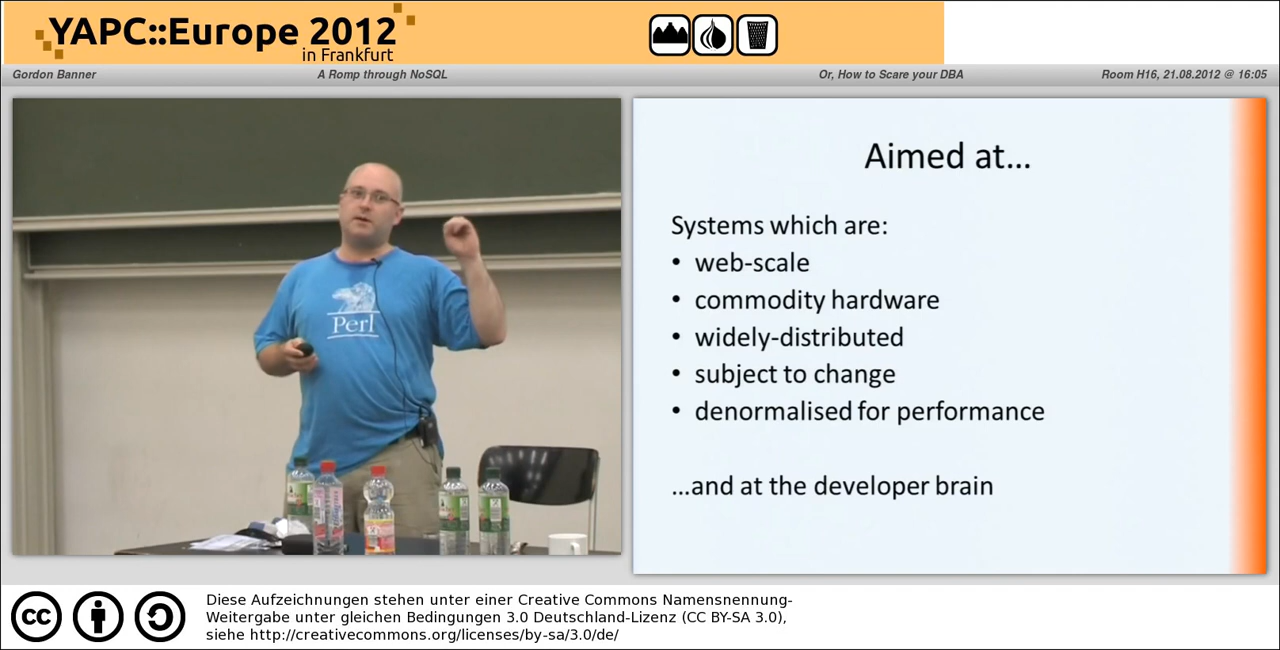 YAPC::Europe 2012
in Frankfurt
Gordon Banner
A Romp through NoSQL
Or, How to Scare your DBA
Room H16, 21.08.2012 @ 16:05
Perl
Aimed at...
Systems which are:
• web-scale
• commodity hardware
• widely-distributed
• subject to change
• denormalised for performance
...and at the developer brain
cc
Diese Aufzeichnungen stehen unter einer Creative Commons Namensnennung-
Weitergabe unter gleichen Bedingungen 3.0 Deutschland-Lizenz (CC BY-SA 3.0),
siehe http://creativecommons.org/licenses/by-sa/3.0/de/